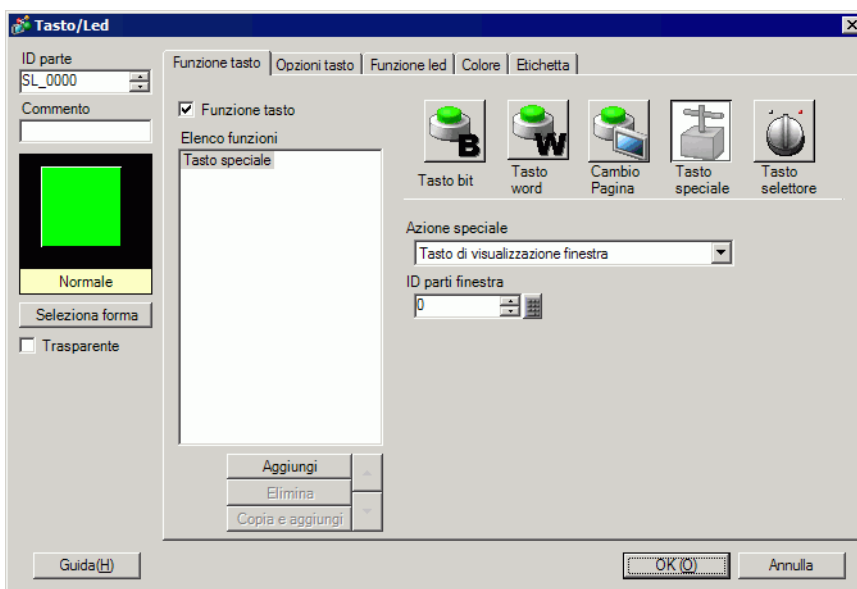 Tasto/Led
ID parte
SL_0000
Commento
Normale
Seleziona forma
Trasparente
Funzione tasto
Opzioni tasto
Funzione led
Colore
Etichetta
Funzione tasto
Elenco funzioni
Tasto speciale
Aggiungi
Elimina
Copia e aggiungi
B
Tasto bit
W
Tasto
word
Cambio
Pagina
Tasto
speciale
Tasto
selettore
Azione speciale
Tasto di visualizzazione finestra
ID parti finestra
0
Guida(H)
OK (O)
Annulla